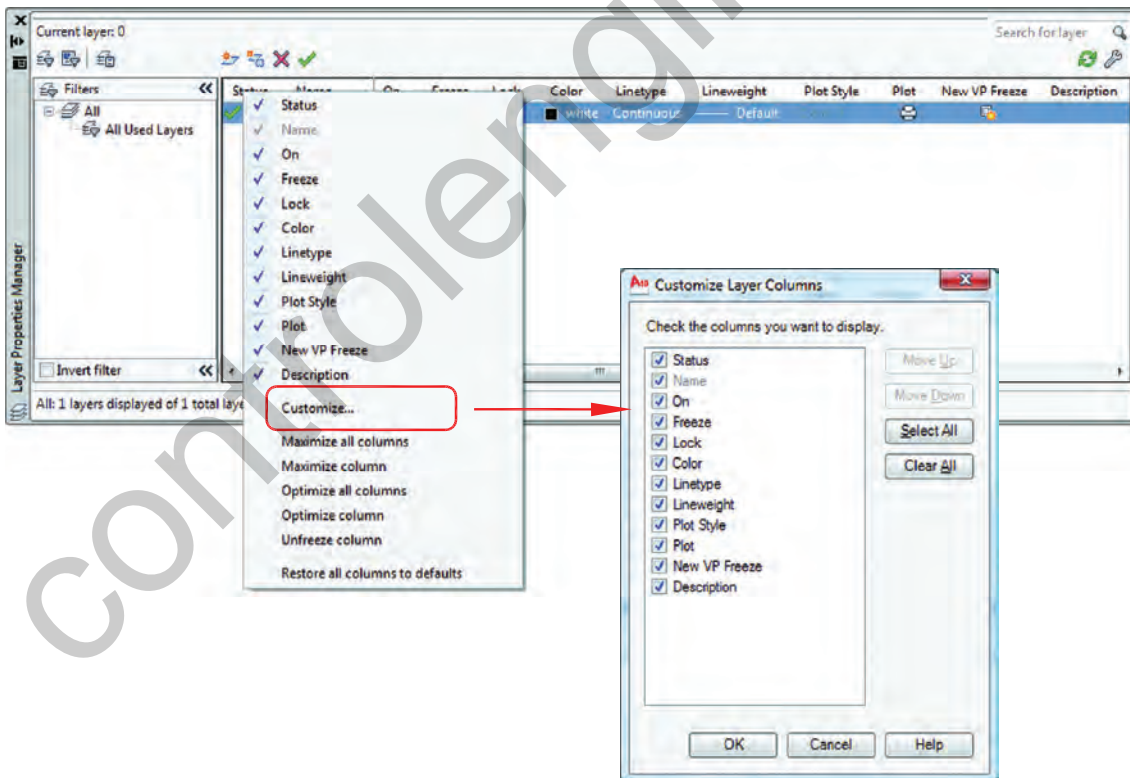 Current layer: 0
Search for layer
Filters
All
All Used Layers
Invert filter
All: 1 layers displayed of 1 total laye
Layer Properties Manager
Status Name On Freeze Lock Color Linetype Lineweight Plot Style Plot New VP Freeze Description
white Continuous Default
Status
Name
On
Freeze
Lock
Color
Linetype
Lineweight
Plot Style
Plot
New VP Freeze
Description
Customize...
Maximize all columns
Maximize column
Optimize all columns
Optimize column
Unfreeze column
Restore all columns to defaults
Customize Layer Columns
Check the columns you want to display.
Status
Name
On
Freeze
Lock
Color
Linetype
Lineweight
Plot Style
Plot
New VP Freeze
Description
Move Up
Move Down
Select All
Clear All
OK
Cancel
Help
controleng